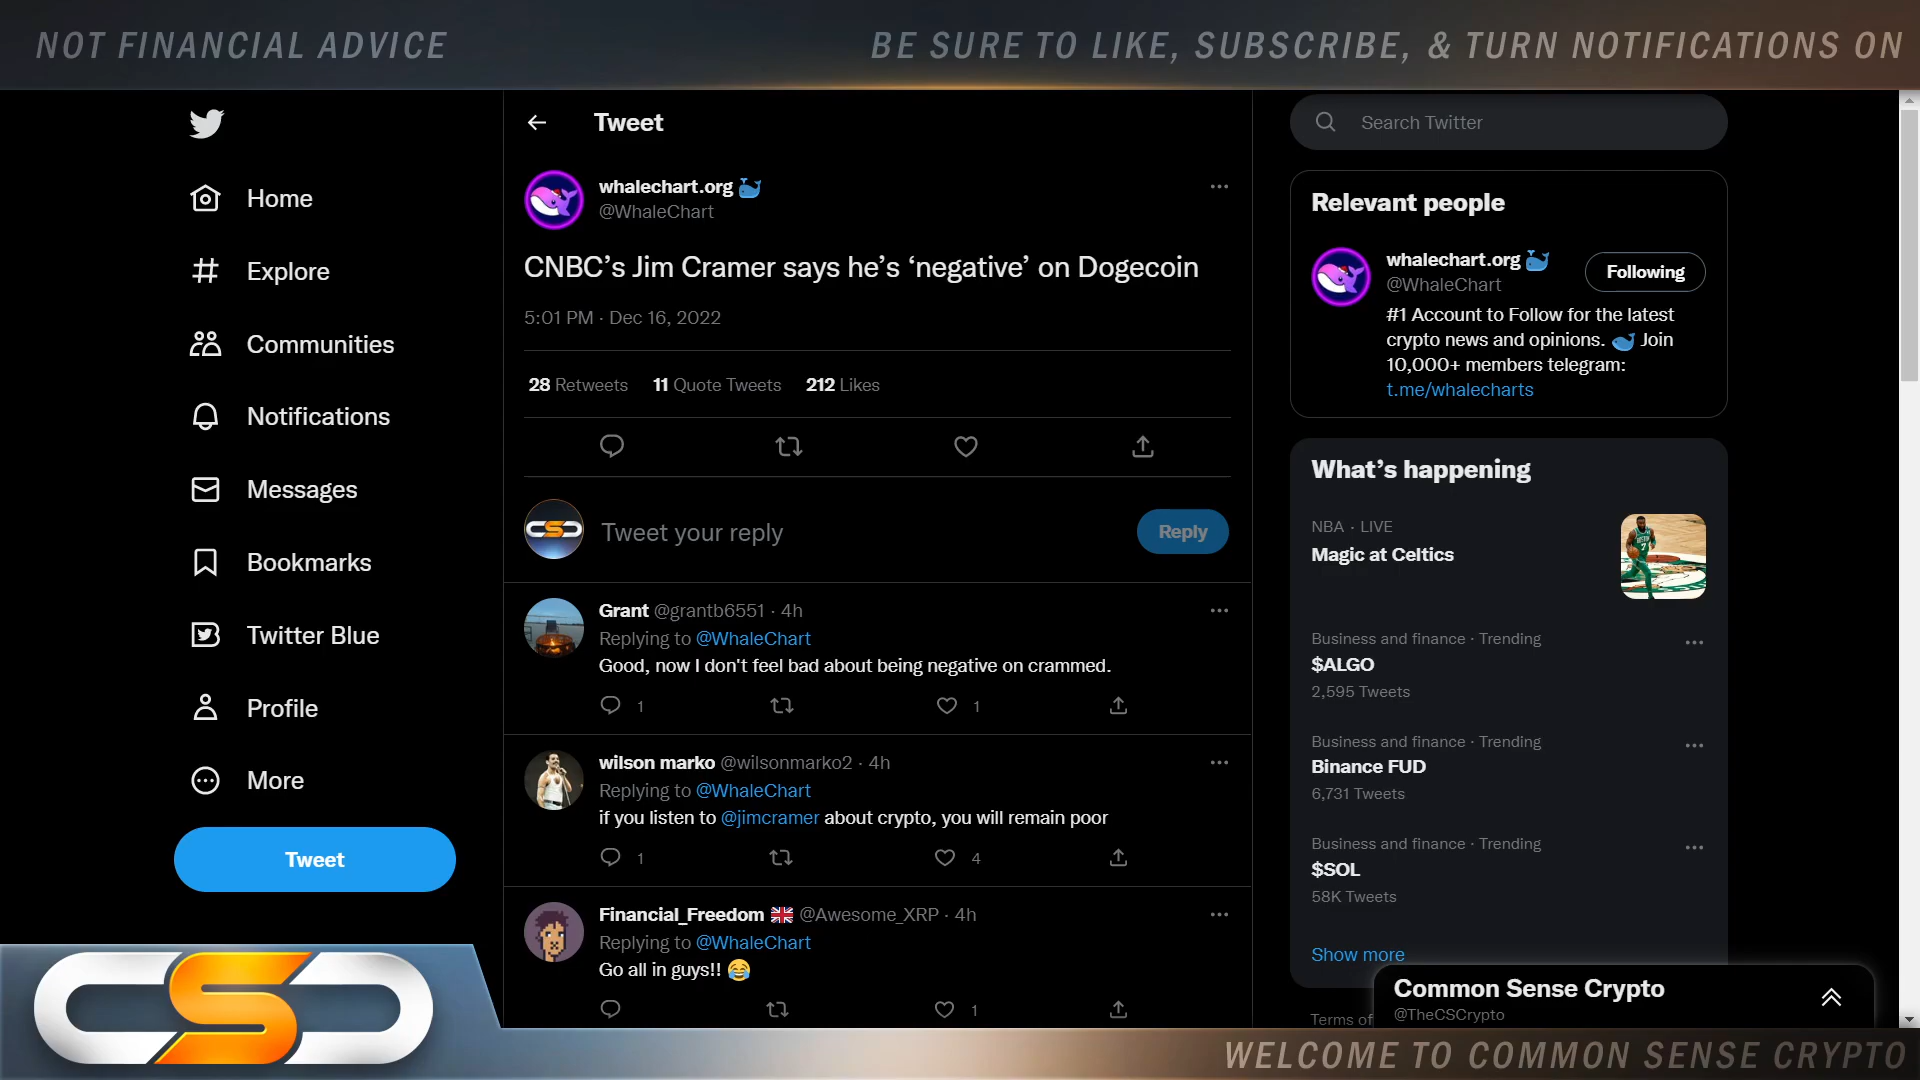 NOT FINANCIAL ADVICE
BE SURE TO LIKE, SUBSCRIBE, & TURN NOTIFICATIONS ON
Home
Explore
Communities
Notifications
Messages
Bookmarks
Twitter Blue
Profile
More
Tweet
Tweet
whalechart.org 🐳
@WhaleChart
CNBC’s Jim Cramer says he’s ‘negative’ on Dogecoin
5:01 PM · Dec 16, 2022
28 Retweets 11 Quote Tweets 212 Likes
Tweet your reply
Reply
Grant @grantb6551 · 4h
Replying to @WhaleChart
Good, now I don't feel bad about being negative on crammed.
1 1
wilson marko @wilsonmarko2 · 4h
Replying to @WhaleChart
if you listen to @jimcramer about crypto, you will remain poor
1 4
Financial_Freedom 🇬🇧 @Awesome_XRP · 4h
Replying to @WhaleChart
Go all in guys!! 😂
1
Search Twitter
Relevant people
whalechart.org 🐳
@WhaleChart
Following
#1 Account to Follow for the latest
crypto news and opinions. 🐋 Join
10,000+ members telegram:
t.me/whalecharts
What’s happening
NBA · LIVE
Magic at Celtics
Business and finance · Trending
$ALGO
2,595 Tweets
Business and finance · Trending
Binance FUD
6,731 Tweets
Business and finance · Trending
$SOL
58K Tweets
Show more
Terms of
Common Sense Crypto
@TheCSCrypto
CSC
WELCOME TO COMMON SENSE CRYPTO